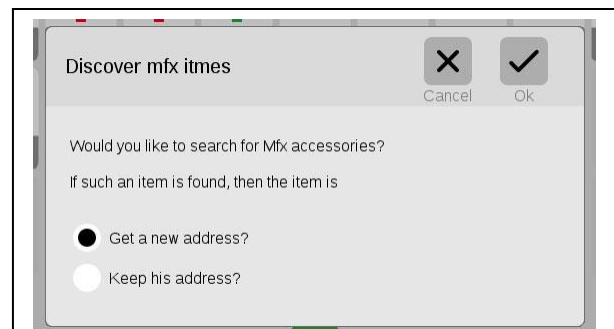 Discover mfx itmes
Cancel
Ok
Would you like to search for Mfx accessories?
If such an item is found, then the item is
Get a new address?
Keep his address?